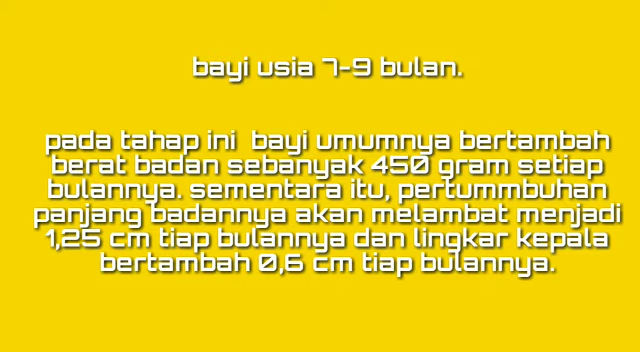 bayi usia 7-9 bulan.
pada tahap ini bayi umumnya bertambah
berat badan sebanyak 450 gram setiap
bulannya. sementara itu, pertummbuhan
panjang badannya akan melambat menjadi
1,25 cm tiap bulannya dan lingkar kepala
bertambah 0,6 cm tiap bulannya.